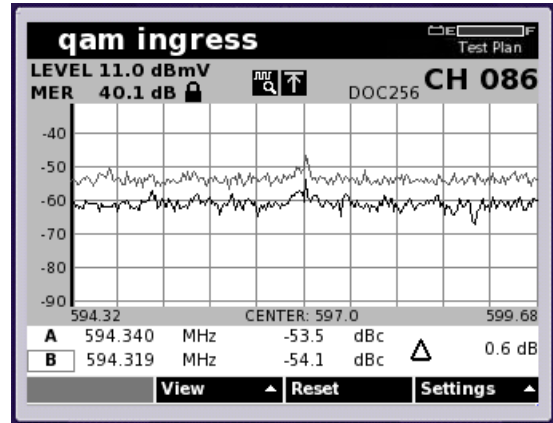 qam ingress
E F
Test Plan
LEVEL 11.0 dBmV
MER 40.1 dB
DOC256
CH 086
-40
-50
-60
-70
-80
-90
594.32 CENTER: 597.0 599.68
A 594.340 MHz -53.5 dBc
B 594.319 MHz -54.1 dBc
Δ 0.6 dB
View Reset Settings